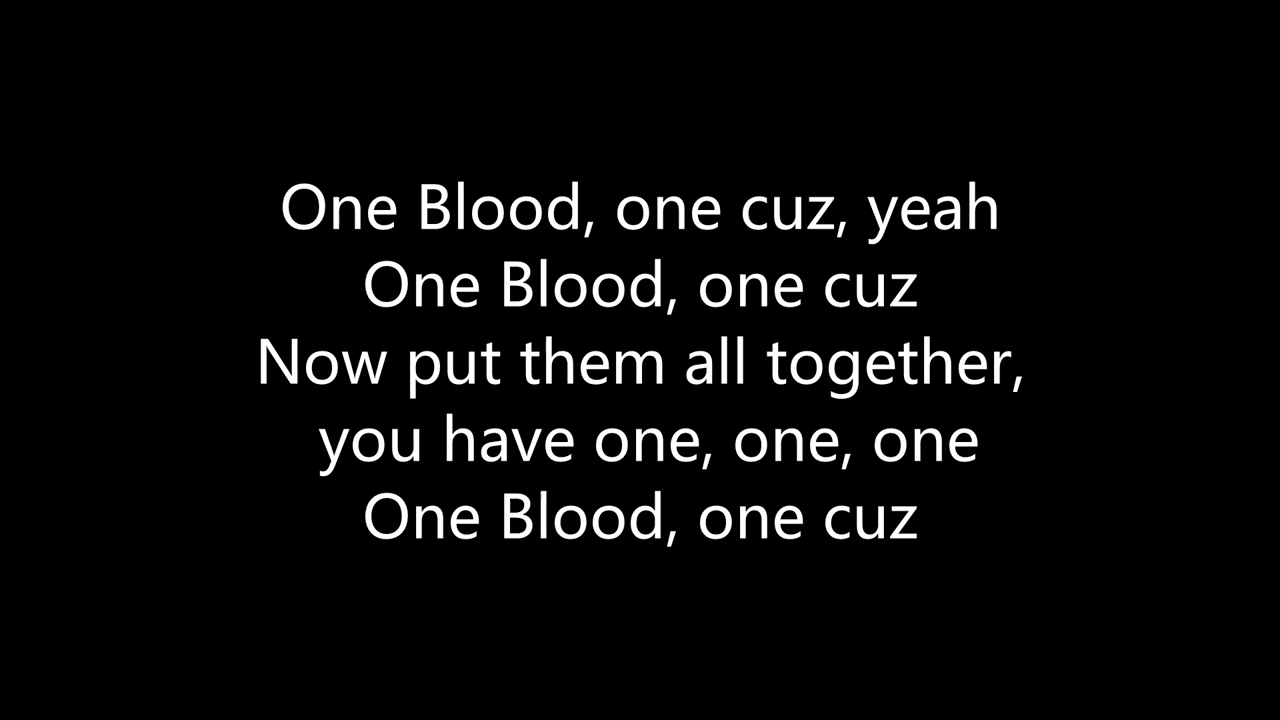 One Blood, one cuz, yeah
One Blood, one cuz
Now put them all together,
you have one, one, one
One Blood, one cuz